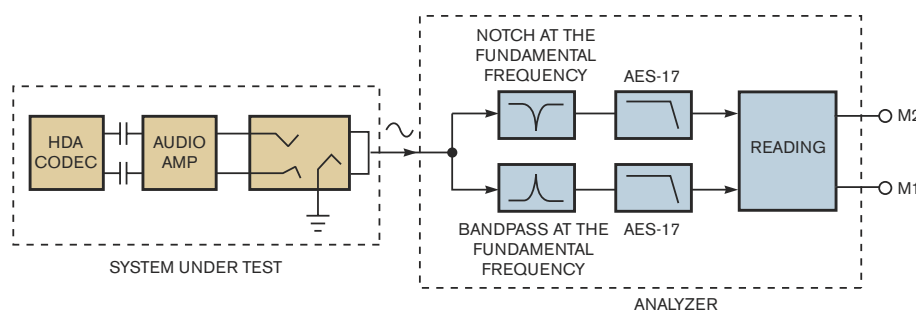 NOTCH AT THE
FUNDAMENTAL
FREQUENCY
AES-17
HDA
CODEC
AUDIO
AMP
READING
M2
M1
BANDPASS AT THE
FUNDAMENTAL
FREQUENCY
AES-17
SYSTEM UNDER TEST
ANALYZER